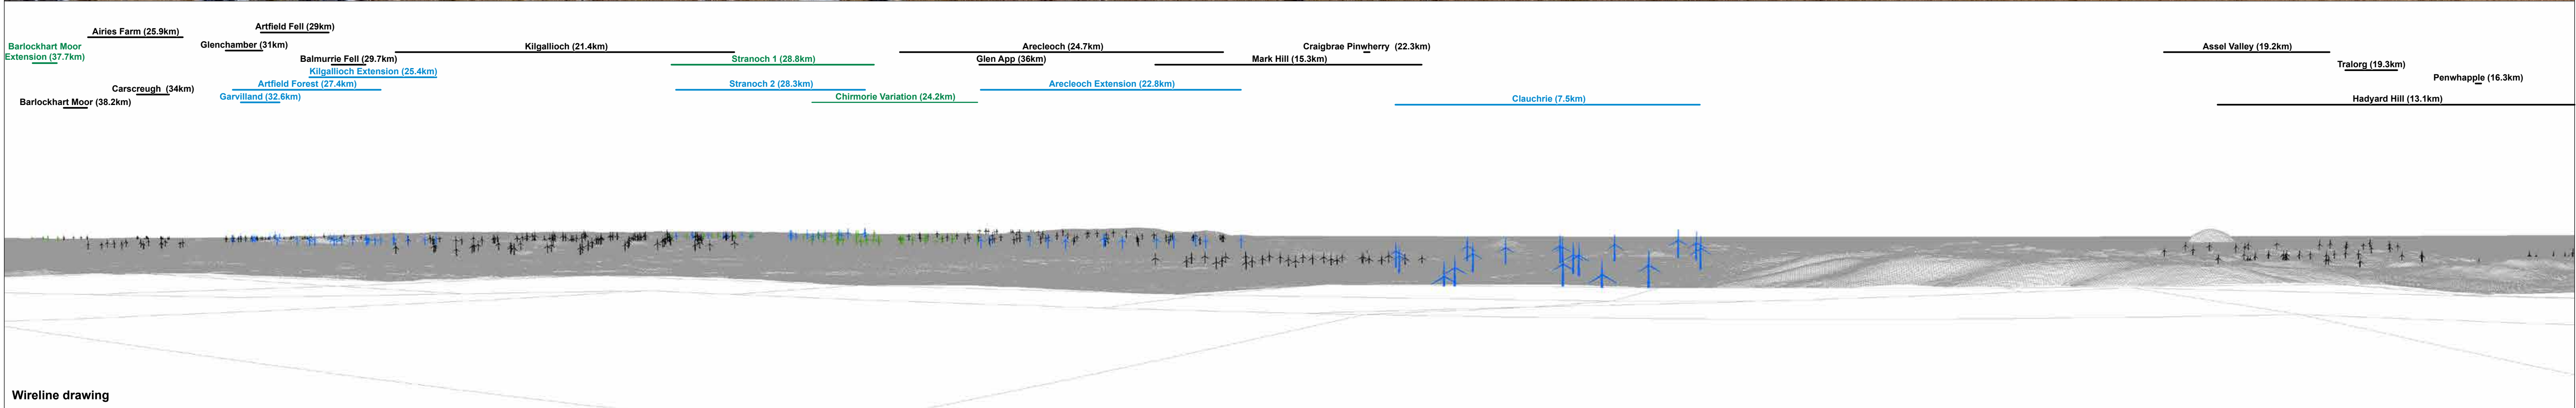 Artfield Fell (29km)
Airies Farm (25.9km)
Barlockhart Moor
Extension (37.7km)
Glenchamber (31km)
Kilgallioch (21.4km)
Arecleoch (24.7km)
Craigbrae Pinwherry (22.3km)
Assel Valley (19.2km)
Balmurrie Fell (29.7km)
Stranoch 1 (28.8km)
Glen App (36km)
Mark Hill (15.3km)
Tralorg (19.3km)
Kilgallioch Extension (25.4km)
Penwhapple (16.3km)
Carscreugh (34km)
Artfield Forest (27.4km)
Stranoch 2 (28.3km)
Arecleoch Extension (22.8km)
Barlockhart Moor (38.2km)
Garvilland (32.6km)
Chirmorie Variation (24.2km)
Clauchrie (7.5km)
Hadyard Hill (13.1km)
Wireline drawing